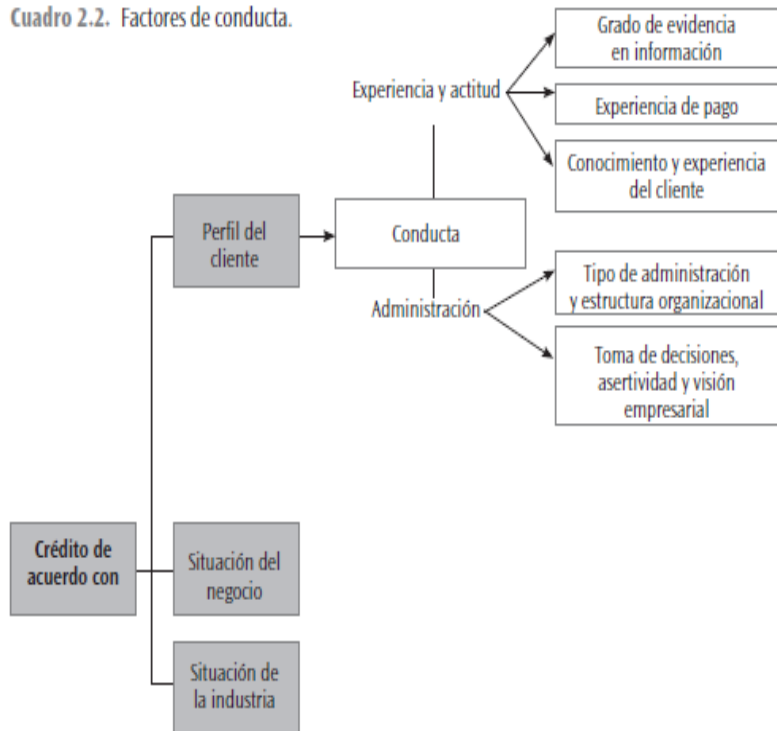 Cuadro 2.2. Factores de conducta.
Grado de evidencia
en información
Experiencia y actitud
Experiencia de pago
Conocimiento y experiencia
del cliente
Perfil del
cliente
Conducta
Tipo de administración
y estructura organizacional
Administración
Toma de decisiones,
asertividad y visión
empresarial
Crédito de
acuerdo con
Situación del
negocio
Situación de
la industria